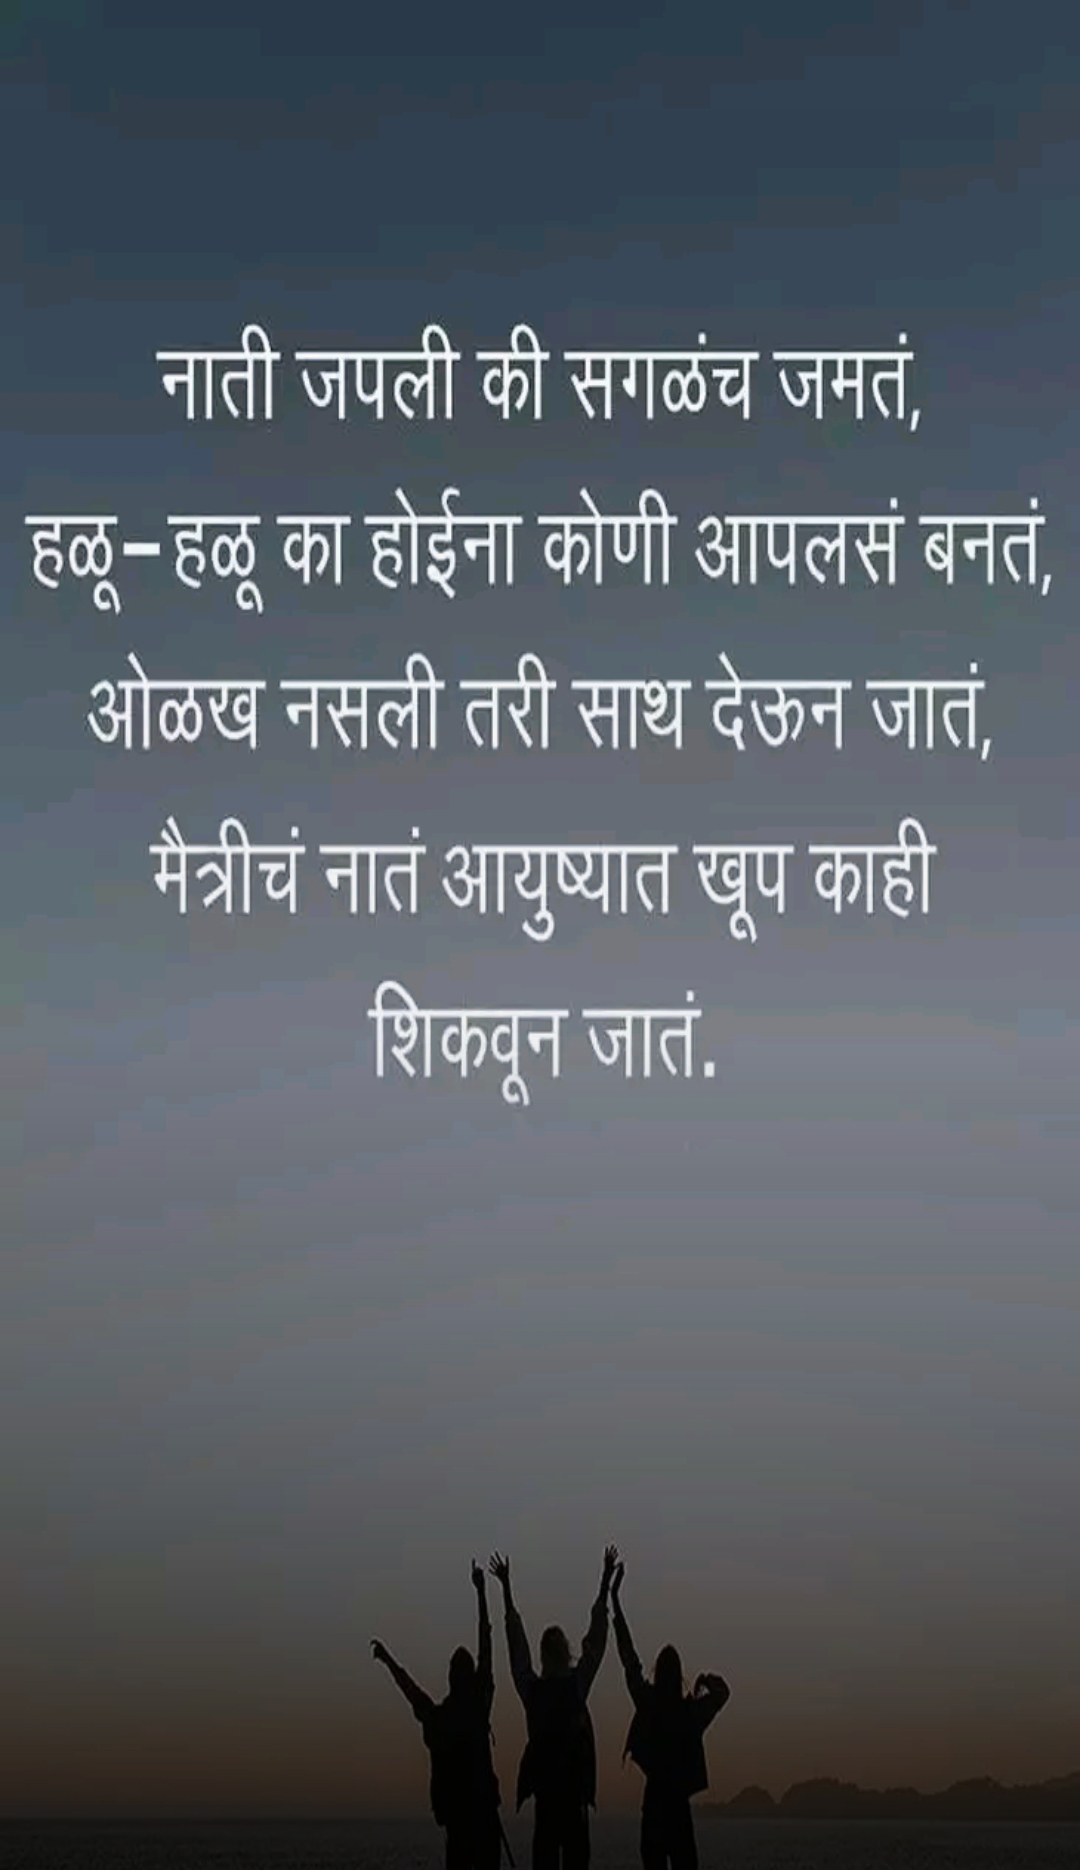 नाती जपली की सगळंच जमतं,
हळू-हळू का होईना कोणी आपलसं बनतं,
ओळख नसली तरी साथ देऊन जातं,
मैत्रीचं नातं आयुष्यात खूप काही
शिकवून जातं.